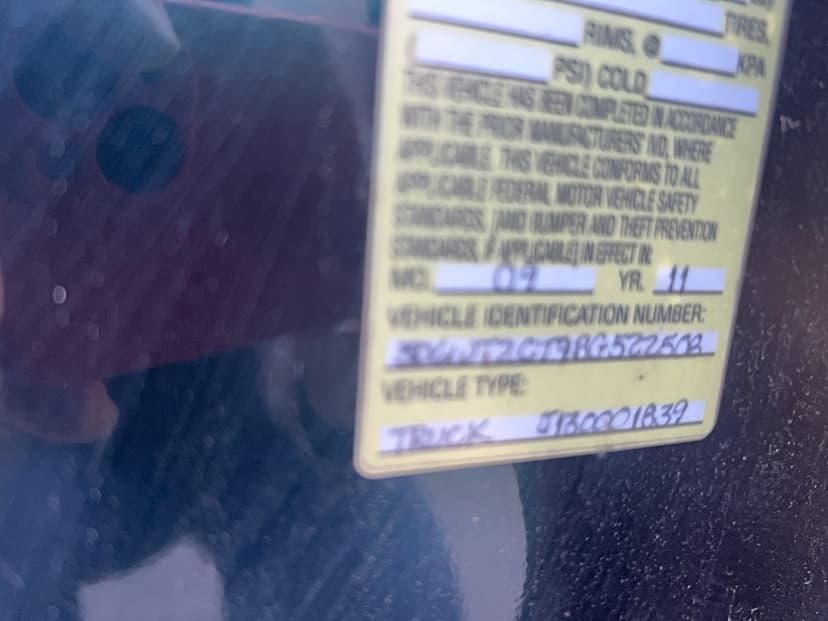 TIRES,
RIMS, @ KPA
( PSI) COLD
THIS VEHICLE HAS BEEN COMPLETED IN ACCORDANCE
WITH THE PRIOR MANUFACTURERS' IVD, WHERE
APPLICABLE. THIS VEHICLE CONFORMS TO ALL
APPLICABLE FEDERAL MOTOR VEHICLE SAFETY
STANDARDS, [AND BUMPER AND THEFT PREVENTION
STANDARDS, IF APPLICABLE] IN EFFECT IN:
MO. 09 YR. 11
VEHICLE IDENTIFICATION NUMBER:
VEHICLE TYPE:
TRUCK J130001839